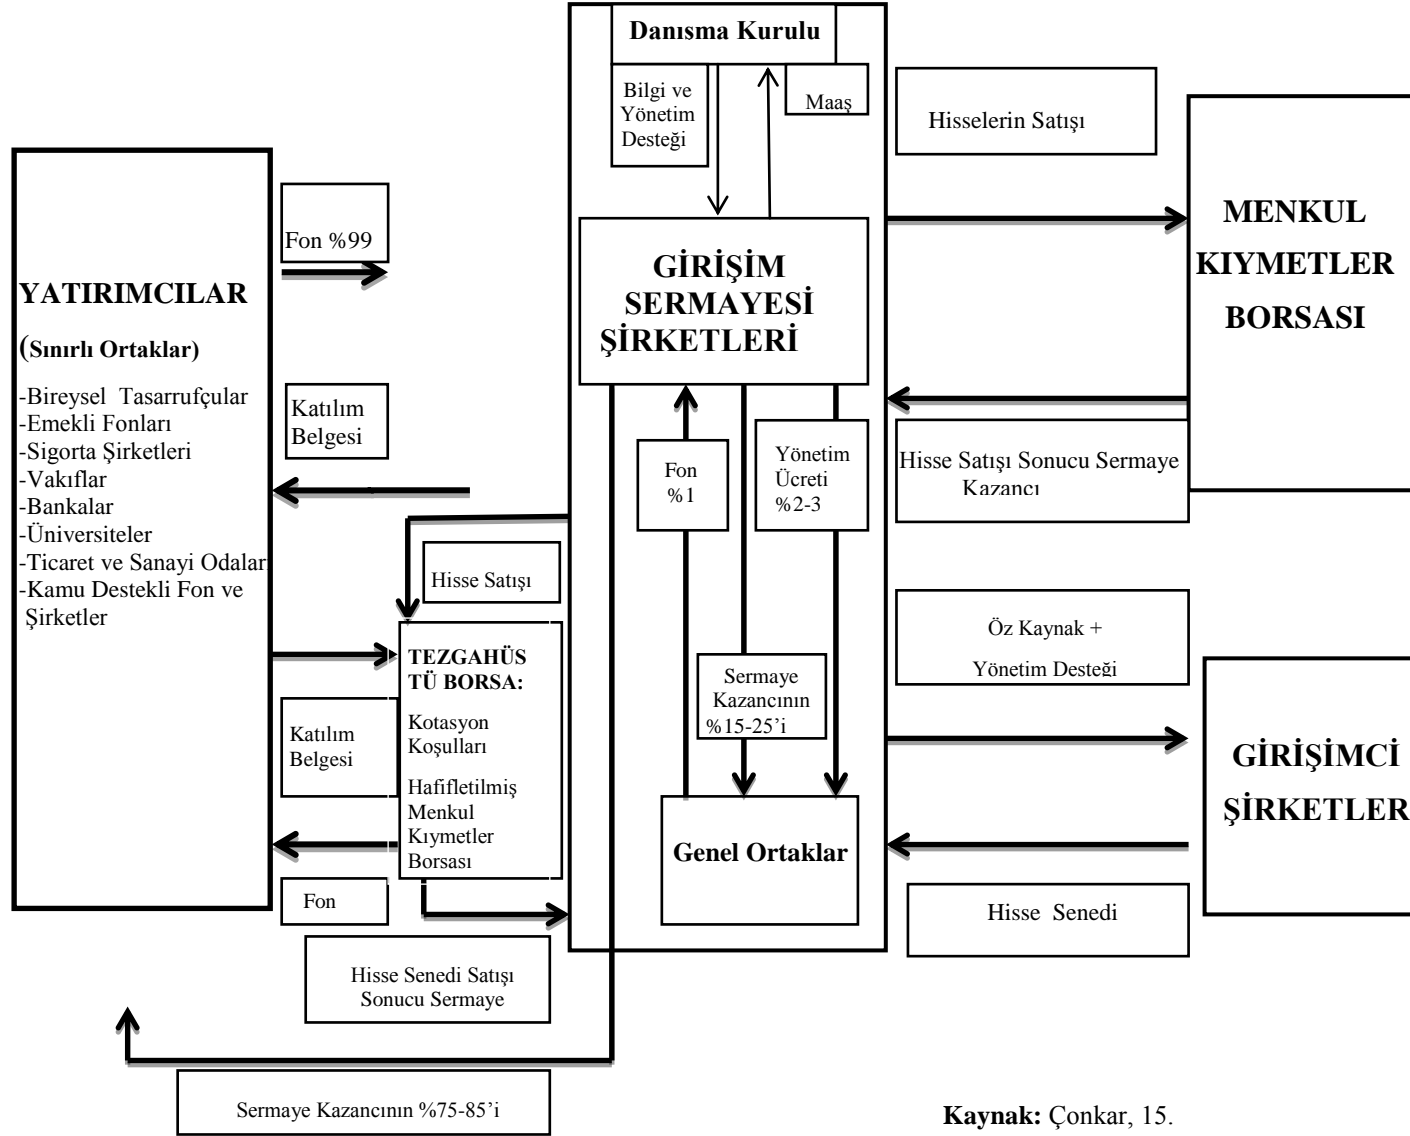 Danısma Kurulu
Bilgi ve
Yönetim
Desteği
Maaş
Hisselerin Satışı
MENKUL
KIYMETLER
BORSASI
Fon %99
YATIRIMCILAR
(Sınırlı Ortaklar)
-Bireysel Tasarrufçular
-Emekli Fonları
-Sigorta Şirketleri
-Vakıflar
-Bankalar
-Üniversiteler
-Ticaret ve Sanayi Odaları
-Kamu Destekli Fon ve
Şirketler
GİRİŞİM
SERMAYESİ
ŞİRKETLERİ
Katılım
Belgesi
Fon
%1
Yönetim
Ücreti
%2-3
Hisse Satışı Sonucu Sermaye
Kazancı
Hisse Satışı
TEZGAHÜS
TÜ BORSA:
Kotasyon
Koşulları
Hafifletilmiş
Menkul
Kıymetler
Borsası
Katılım
Belgesi
Fon
Sermaye
Kazancının
%15-25’i
Öz Kaynak +
Yönetim Desteği
GİRİŞİMCİ
ŞİRKETLER
Genel Ortaklar
Hisse Senedi
Hisse Senedi Satışı
Sonucu Sermaye
Sermaye Kazancının %75-85’i
Kaynak: Çonkar, 15.